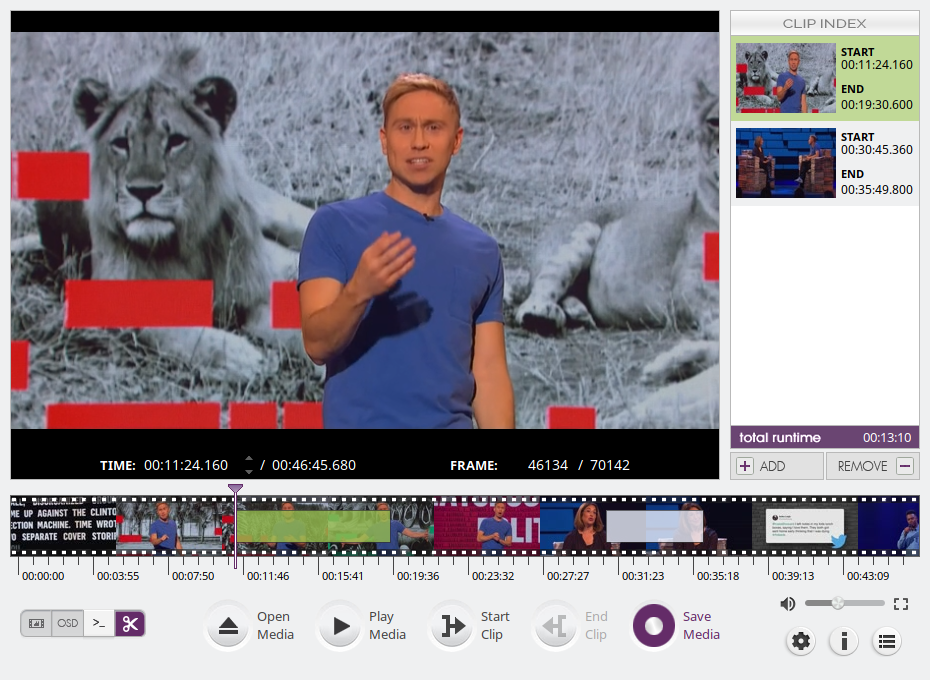 CLIP INDEX
START
00:11:24.160
END
00:19:30.600
START
00:30:45.360
END
00:35:49.800
total runtime 00:13:10
ADD REMOVE
TIME: 00:11:24.160 / 00:46:45.680 FRAME: 46134 / 70142
ME UP AGAINST THE CLINTO
ECTION MACHINE. TIME WROT
O SEPARATE COVER STORI
00:00:00 00:03:55 00:07:50 00:11:46 00:15:41 00:19:36 00:23:32 00:27:27 00:31:23 00:35:18 00:39:13 00:43:09
OSD >_
Open
Media
Play
Media
Start
Clip
End
Clip
Save
Media